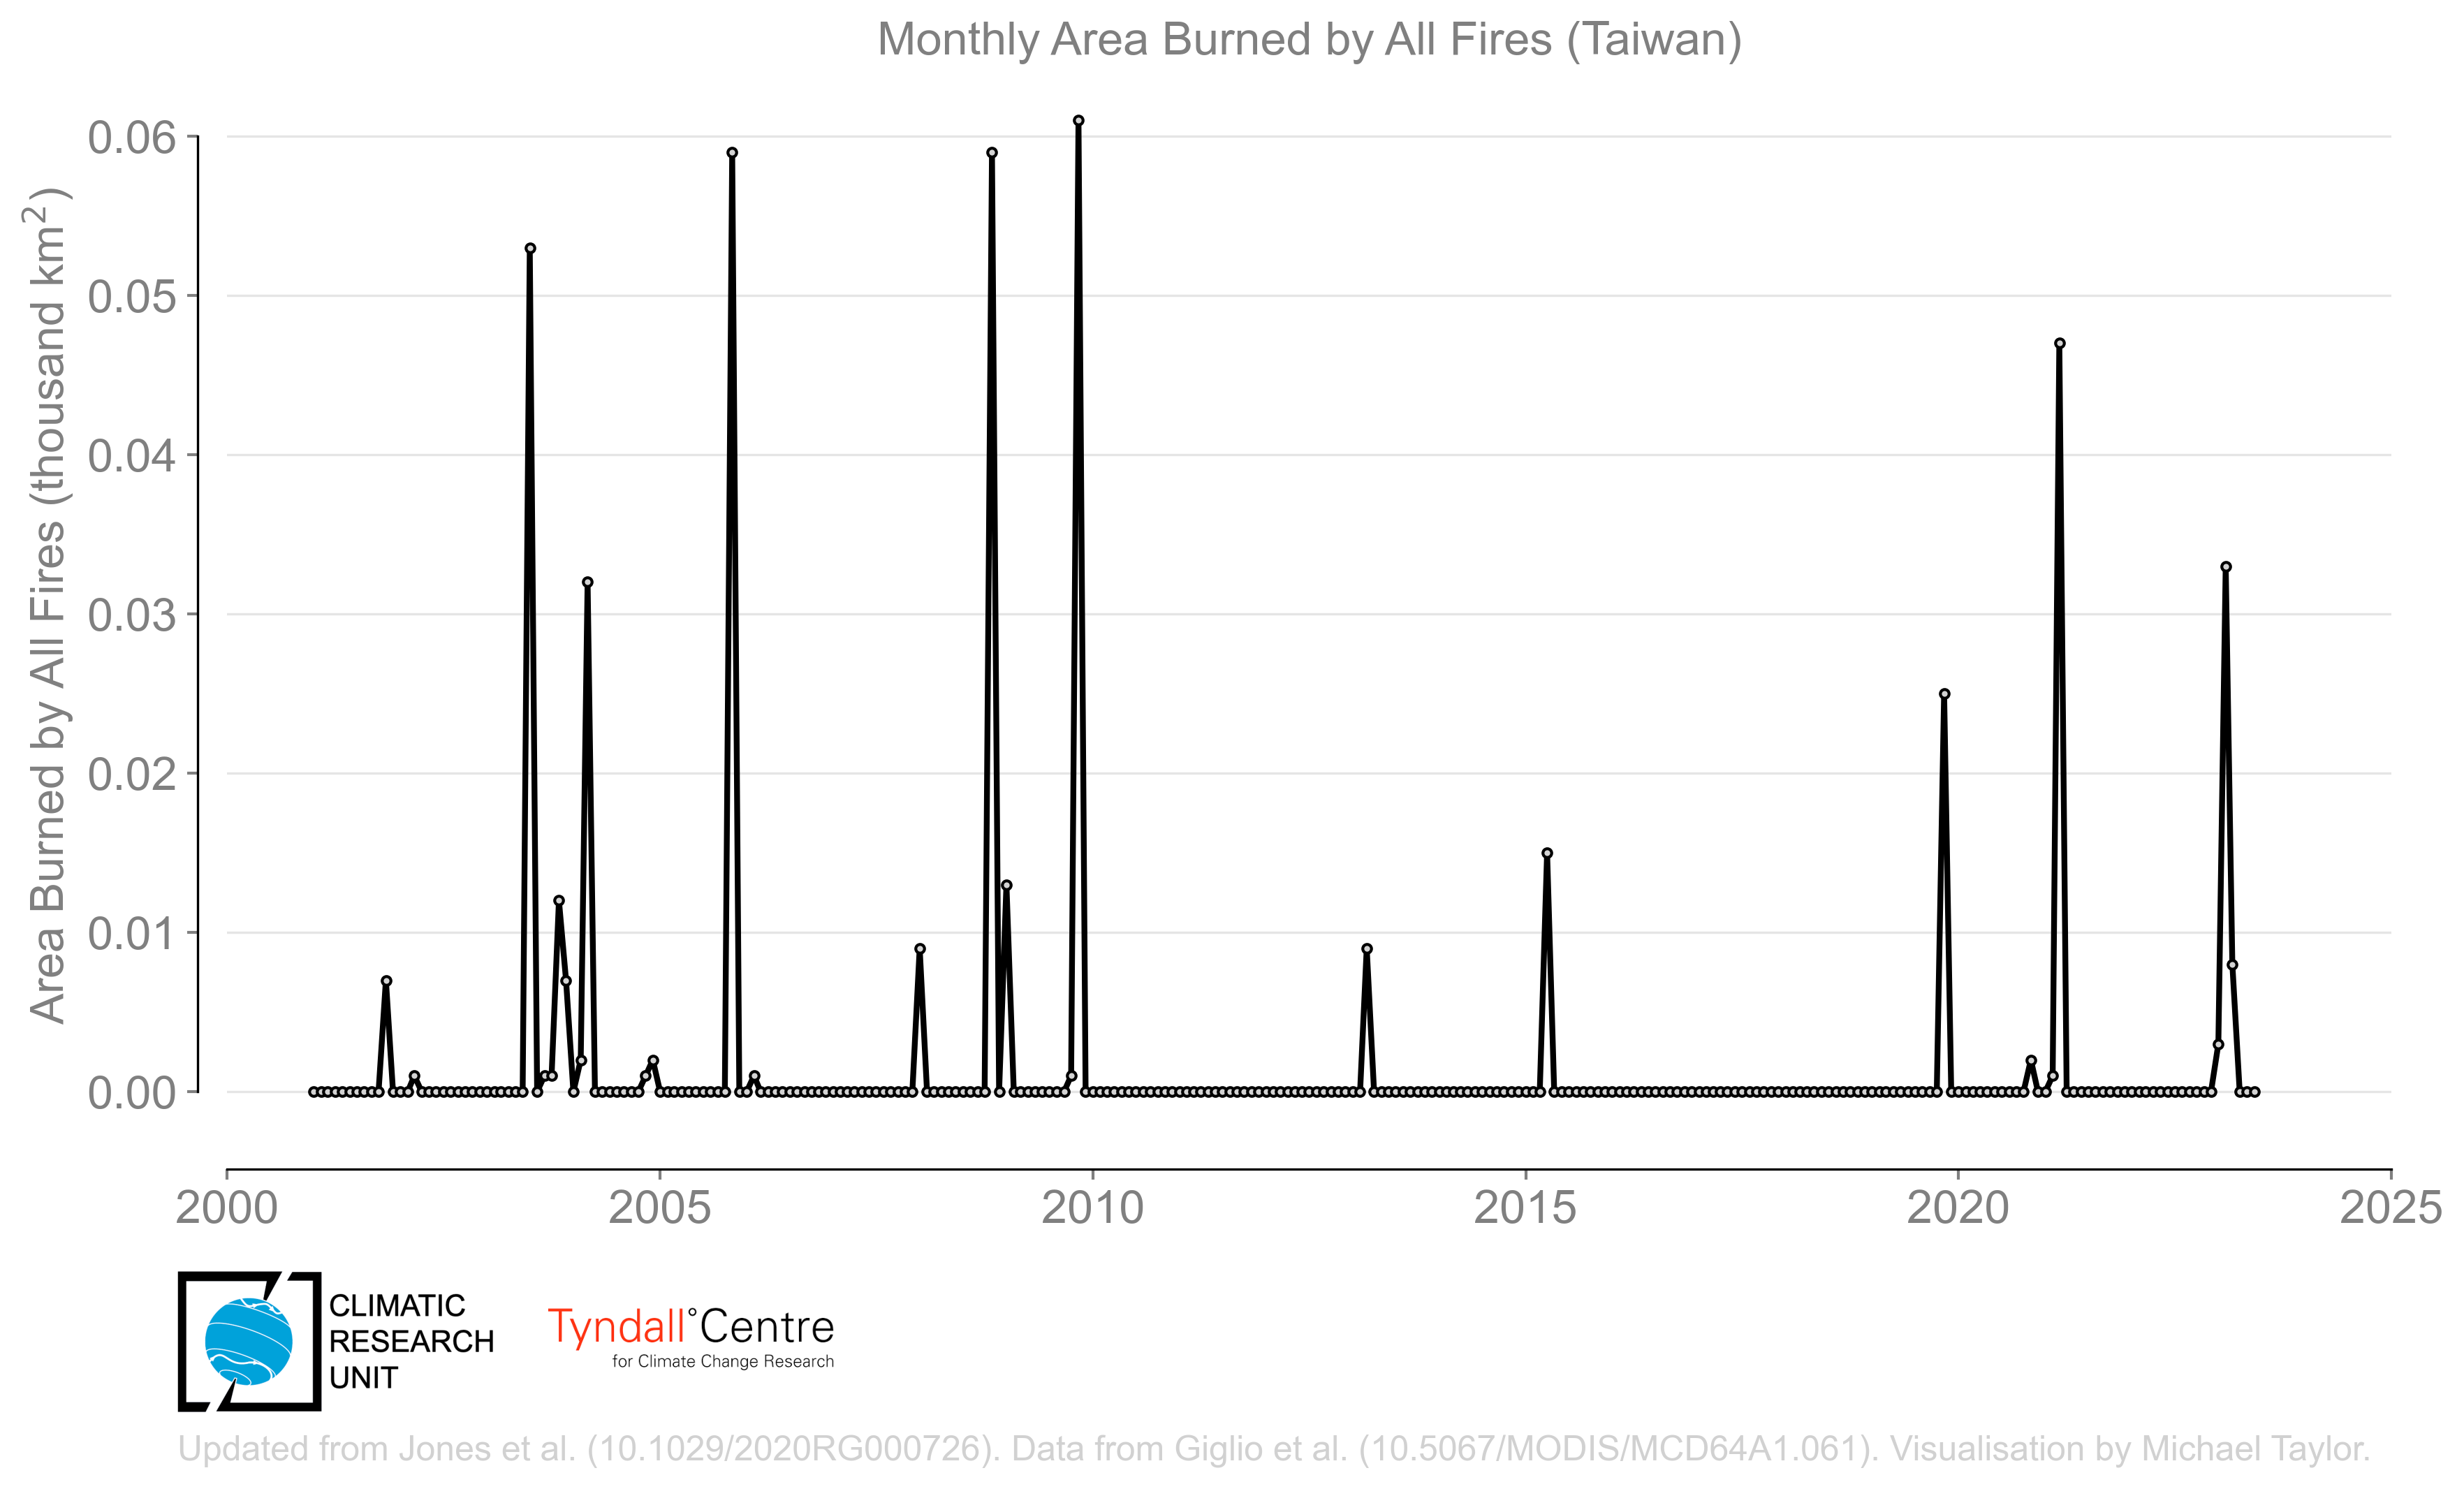 Monthly Area Burned by All Fires (Taiwan)
Area Burned by All Fires (thousand km²)
0.06
0.05
0.04
0.03
0.02
0.01
0.00
2000 2005 2010 2015 2020 2025
CLIMATIC
RESEARCH
UNIT
Tyndall°Centre
for Climate Change Research
Updated from Jones et al. (10.1029/2020RG000726). Data from Giglio et al. (10.5067/MODIS/MCD64A1.061). Visualisation by Michael Taylor.